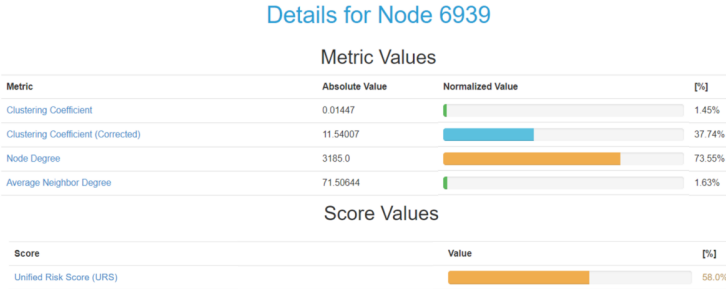 Details for Node 6939
Metric Values
Metric Absolute Value Normalized Value [%]
Clustering Coefficient 0.01447 1.45%
Clustering Coefficient (Corrected) 11.54007 37.74%
Node Degree 3185.0 73.55%
Average Neighbor Degree 71.50644 1.63%
Score Values
Score Value [%]
Unified Risk Score (URS) 58.0%